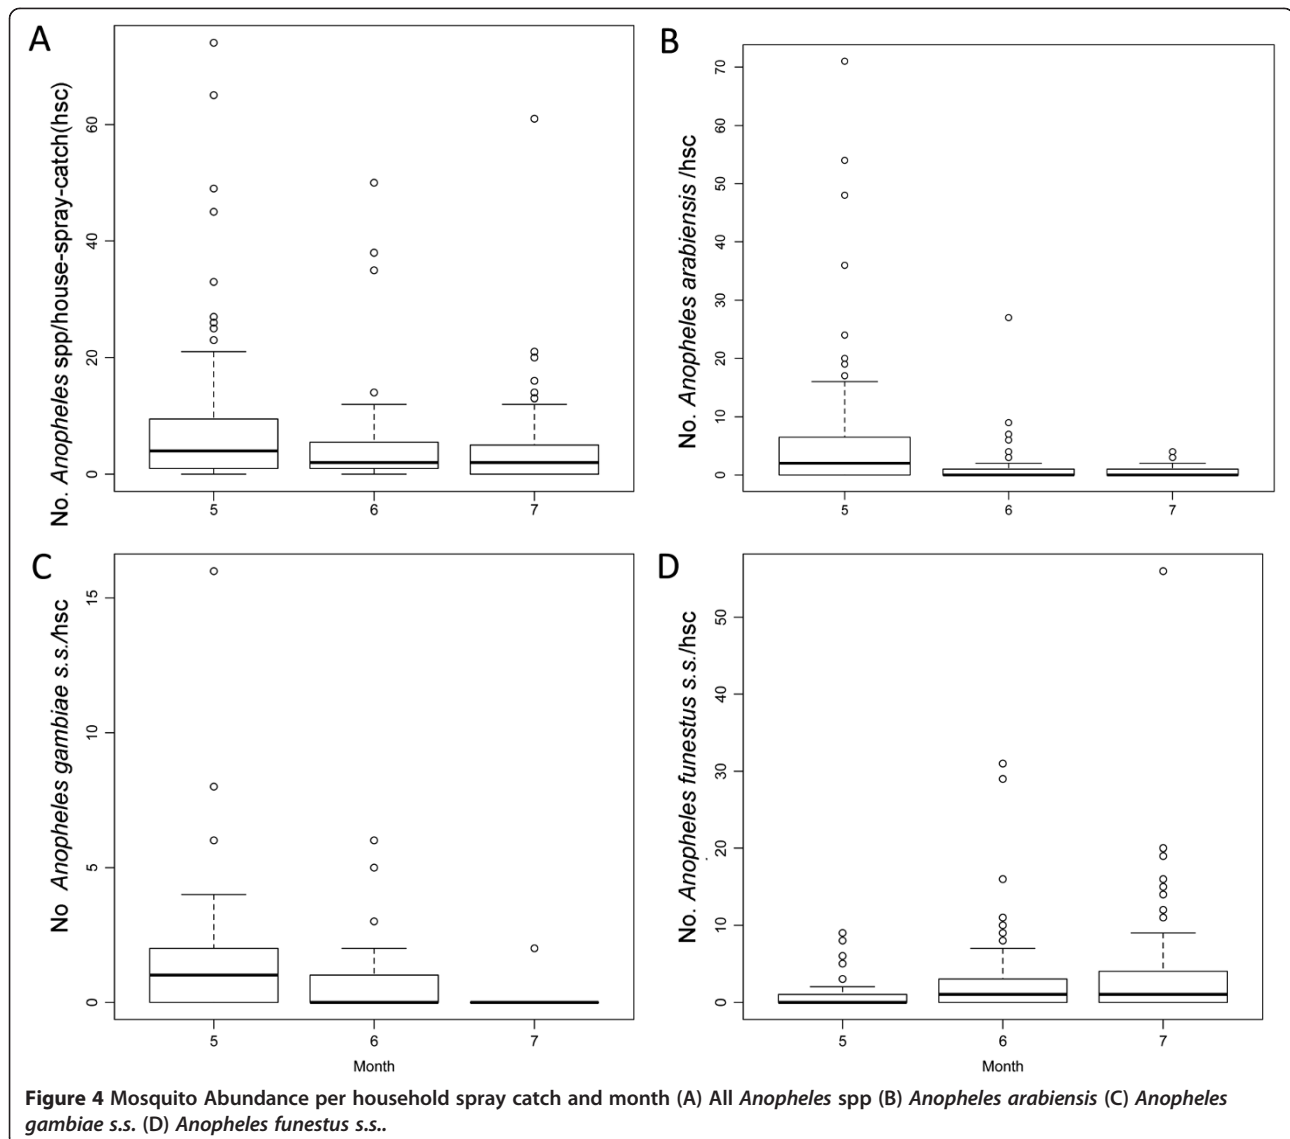 A
No. Anopheles spp/house-spray-catch(hsc)
0
20
40
60
5
6
7
B
No. Anopheles arabiensis /hsc
0
10
20
30
40
50
60
70
5
6
7
C
No Anopheles gambiae s.s./hsc
0
5
10
15
5
6
7
Month
D
No. Anopheles funestus s.s./hsc
0
10
20
30
40
50
5
6
7
Month
Figure 4 Mosquito Abundance per household spray catch and month (A) All Anopheles spp (B) Anopheles arabiensis (C) Anopheles
gambiae s.s. (D) Anopheles funestus s.s..